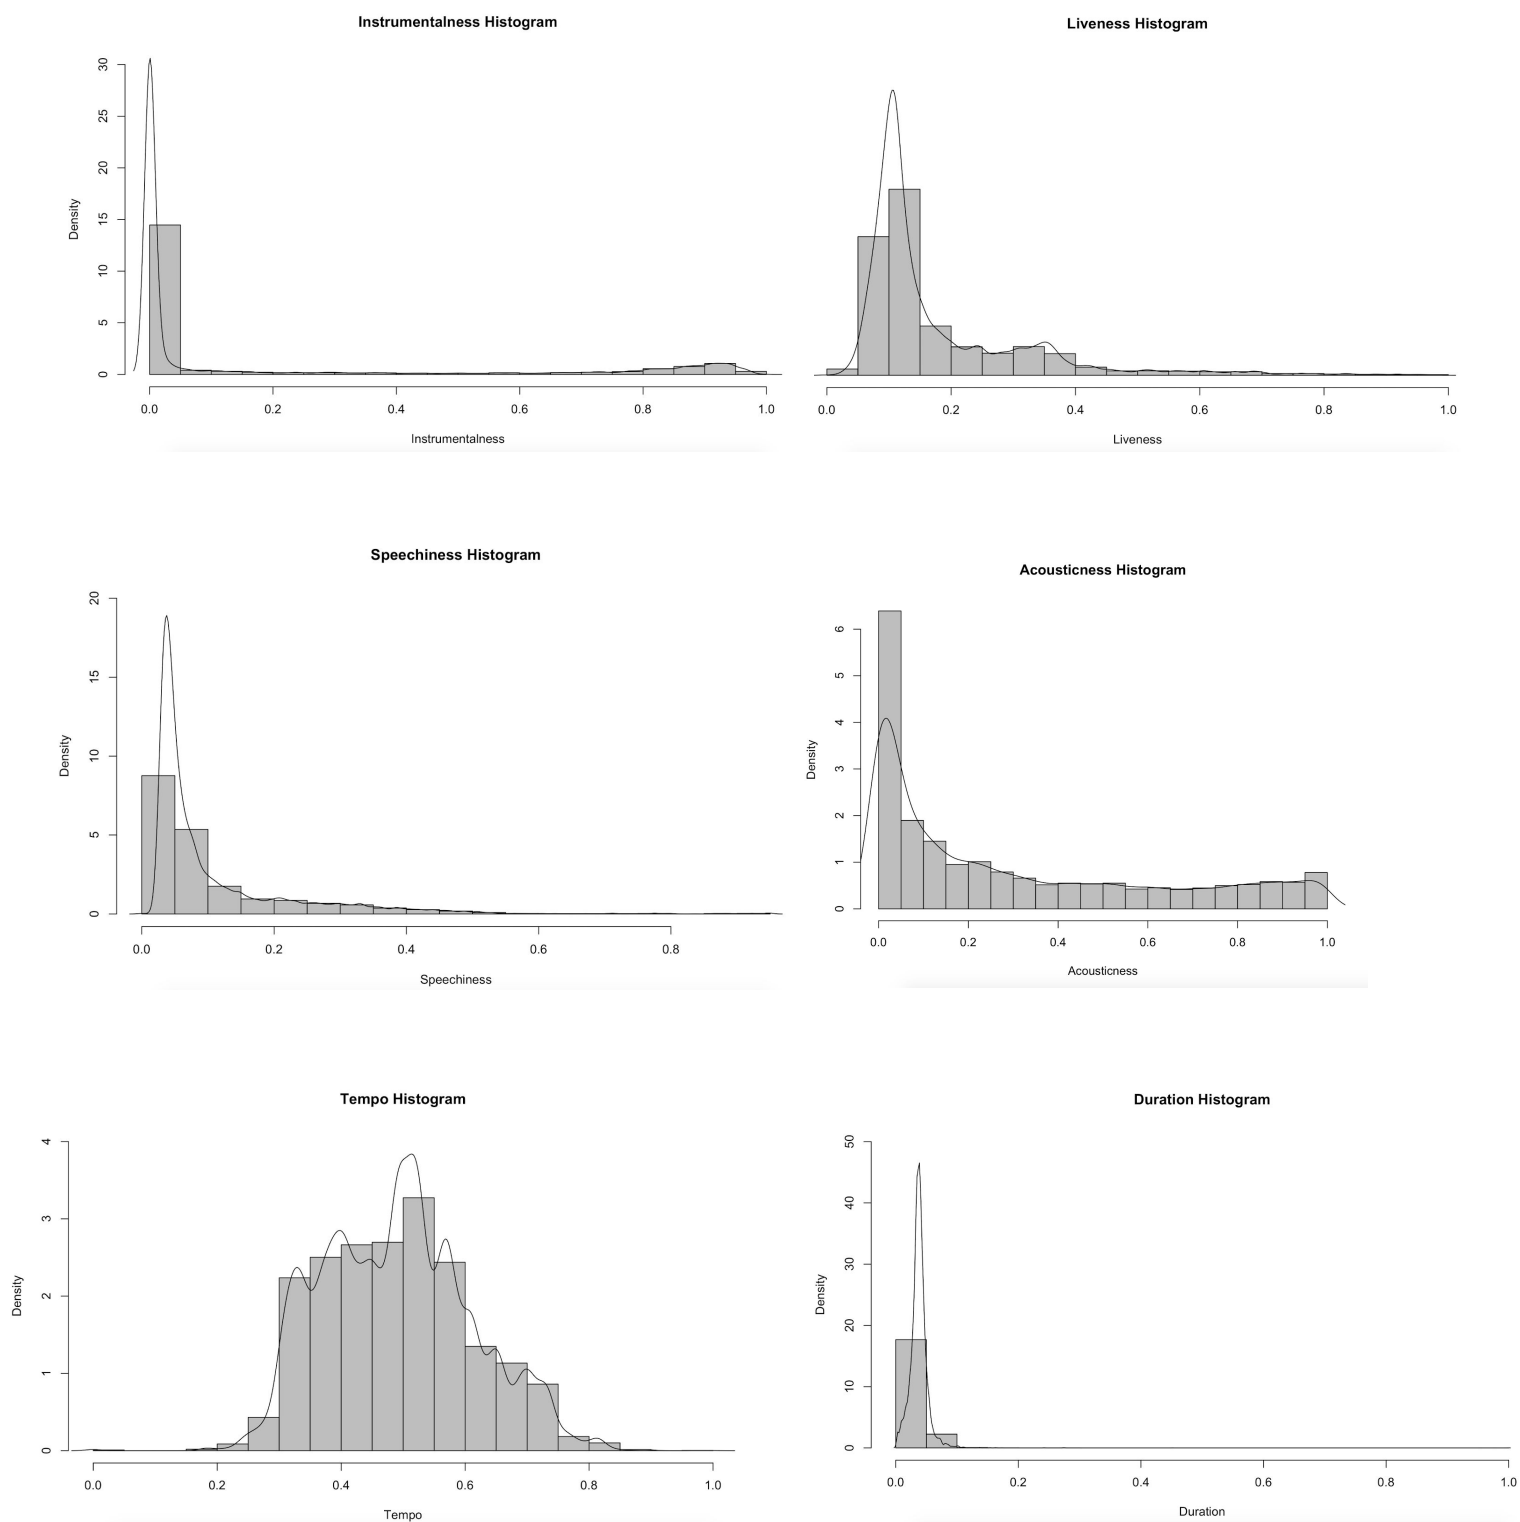 Instrumentalness Histogram
Density
30
25
20
15
10
5
0
0.0 0.2 0.4 0.6 0.8 1.0
Instrumentalness
Liveness Histogram
0.0 0.2 0.4 0.6 0.8 1.0
Liveness
Speechiness Histogram
Density
20
15
10
5
0
0.0 0.2 0.4 0.6 0.8
Speechiness
Acousticness Histogram
Density
6
5
4
3
2
1
0
0.0 0.2 0.4 0.6 0.8 1.0
Acousticness
Tempo Histogram
Density
4
3
2
1
0
0.0 0.2 0.4 0.6 0.8 1.0
Tempo
Duration Histogram
Density
50
40
30
20
10
0
0.0 0.2 0.4 0.6 0.8 1.0
Duration